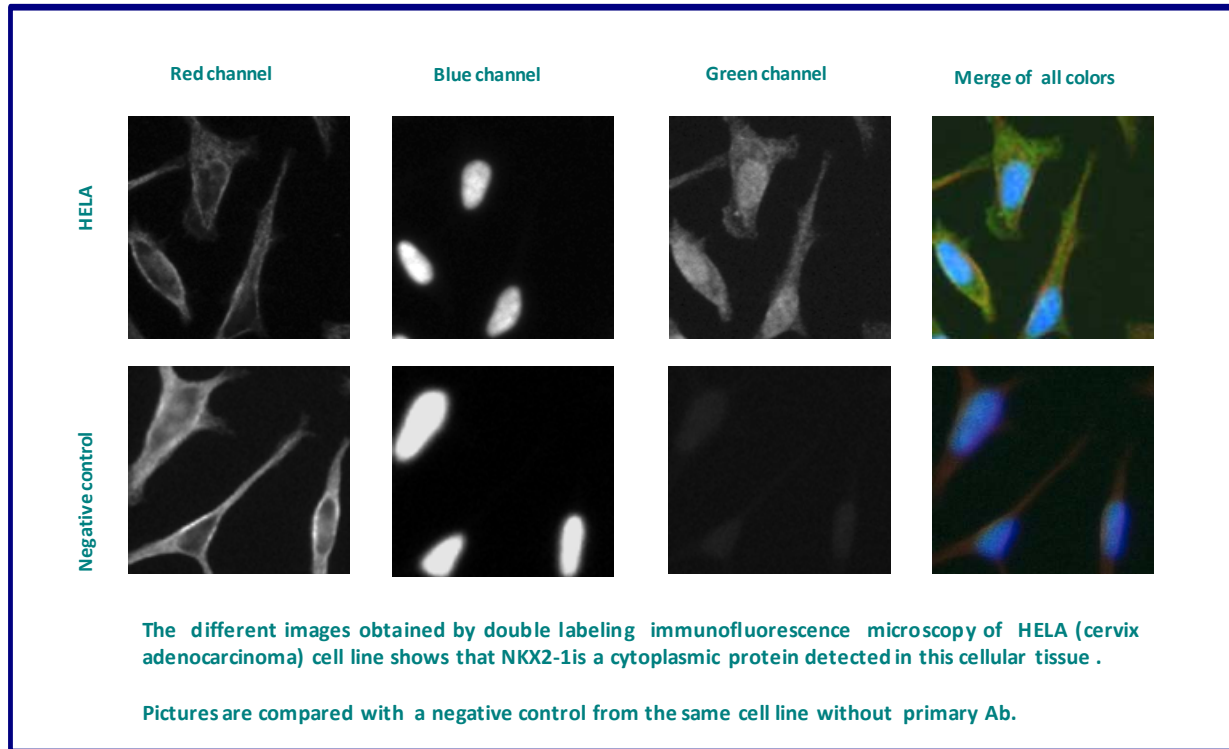 Red channel
Blue channel
Green channel
Merge of all colors
HELA
Negative control
The different images obtained by double labeling immunofluorescence microscopy of HELA (cervix
adenocarcinoma) cell line shows that NKX2-1is a cytoplasmic protein detected in this cellular tissue .
Pictures are compared with a negative control from the same cell line without primary Ab.